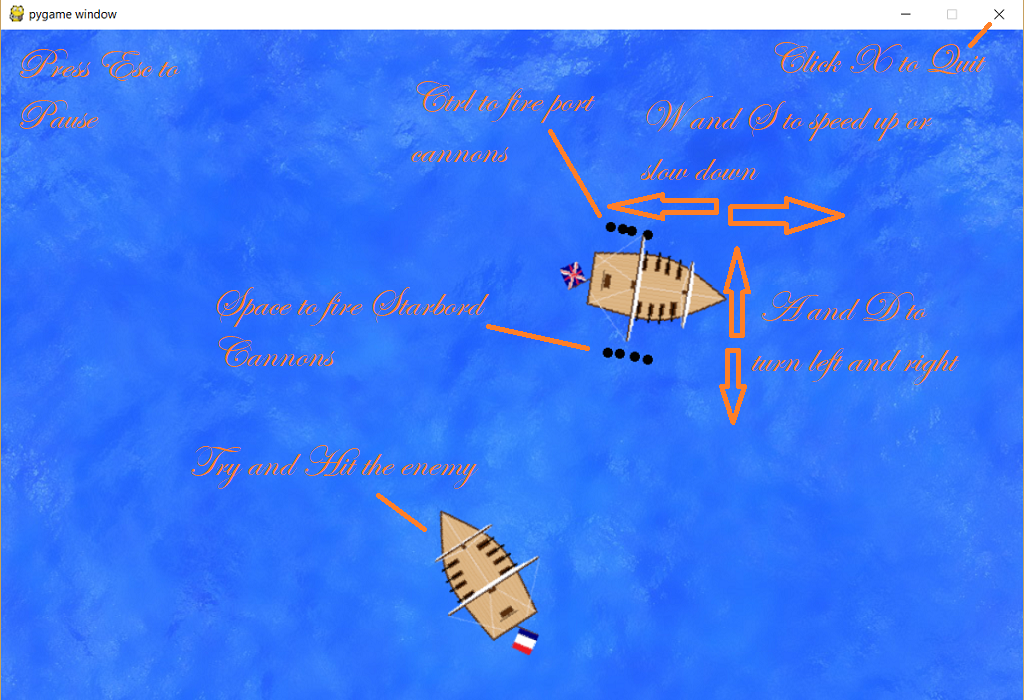 pygame window
Press Esc to
Pause
Click X to Quit
Ctrl to fire port
cannons
W and S to speed up or
slow down
Space to fire Starbord
Cannons
A and D to
turn left and right
Try and Hit the enemy